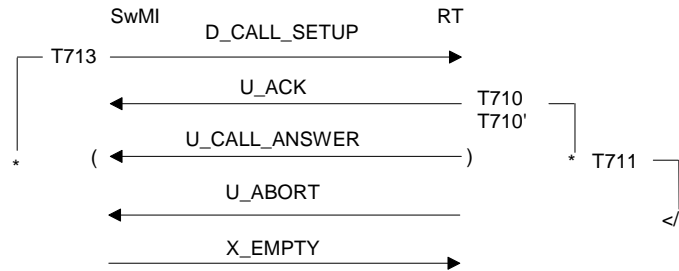 SwMI RT
D_CALL_SETUP
T713
U_ACK
T710
T710'
U_CALL_ANSWER
* ( ) * T711
U_ABORT
</
X_EMPTY